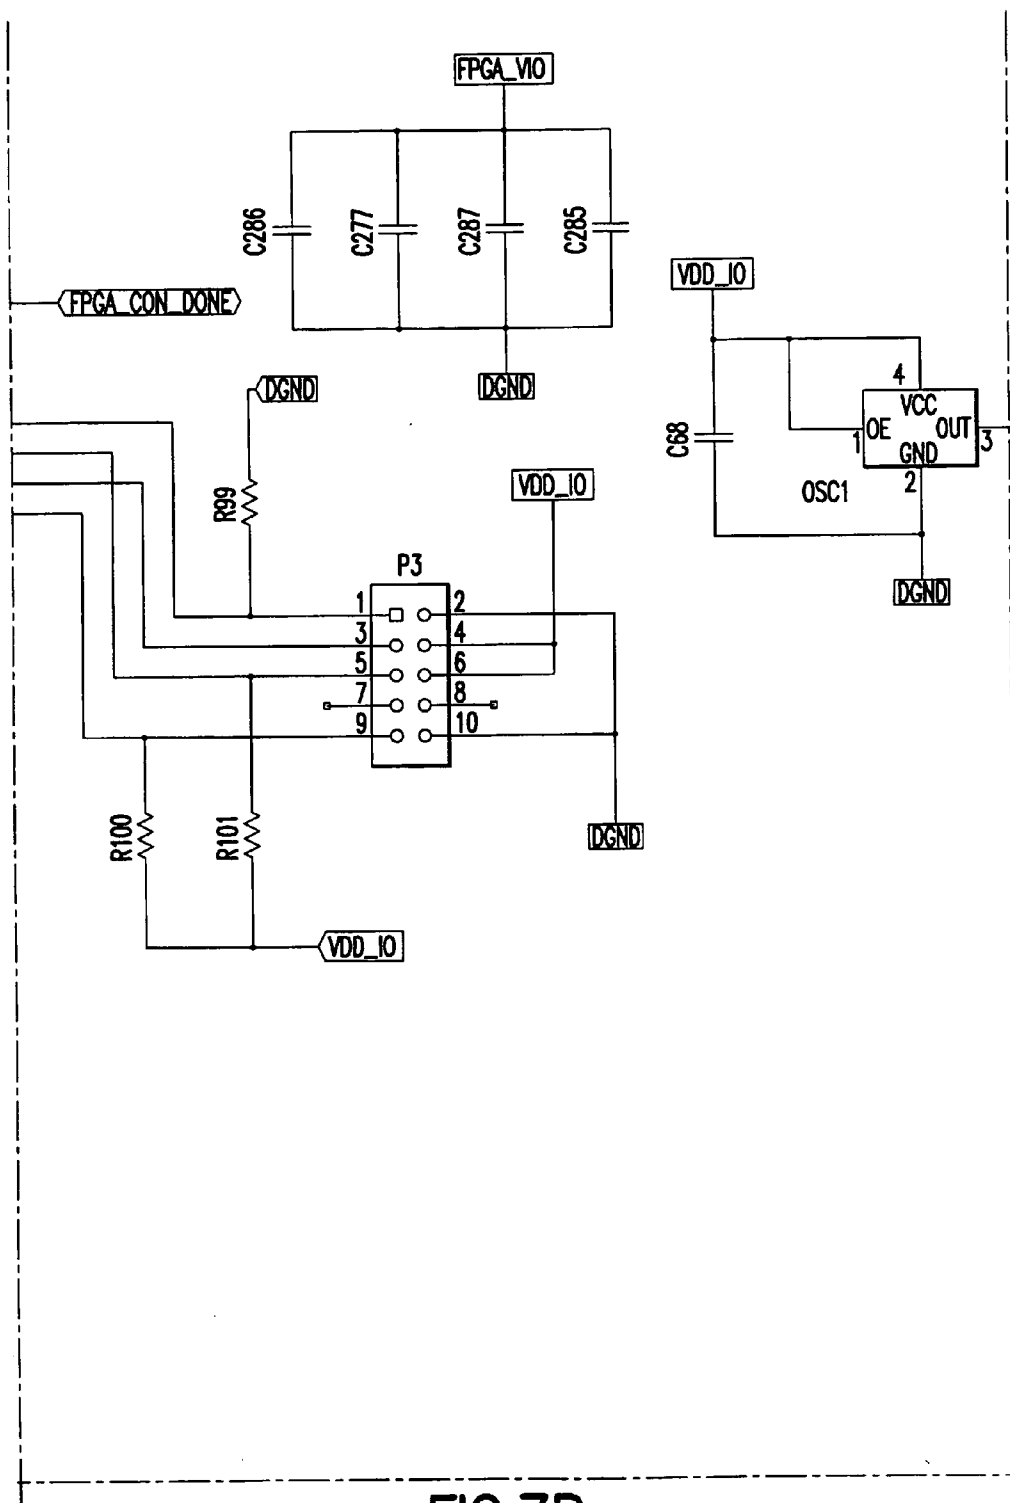 FPGA_VIO
C286
C277
C287
C285
FPGA_CON_DONE
VDD_IO
DGND
DGND
4
VCC
1
OE
OUT
3
GND
2
C68
OSC1
VDD_IO
R99
DGND
P3
1
2
3
4
5
6
7
8
9
10
R100
R101
DGND
VDD_IO